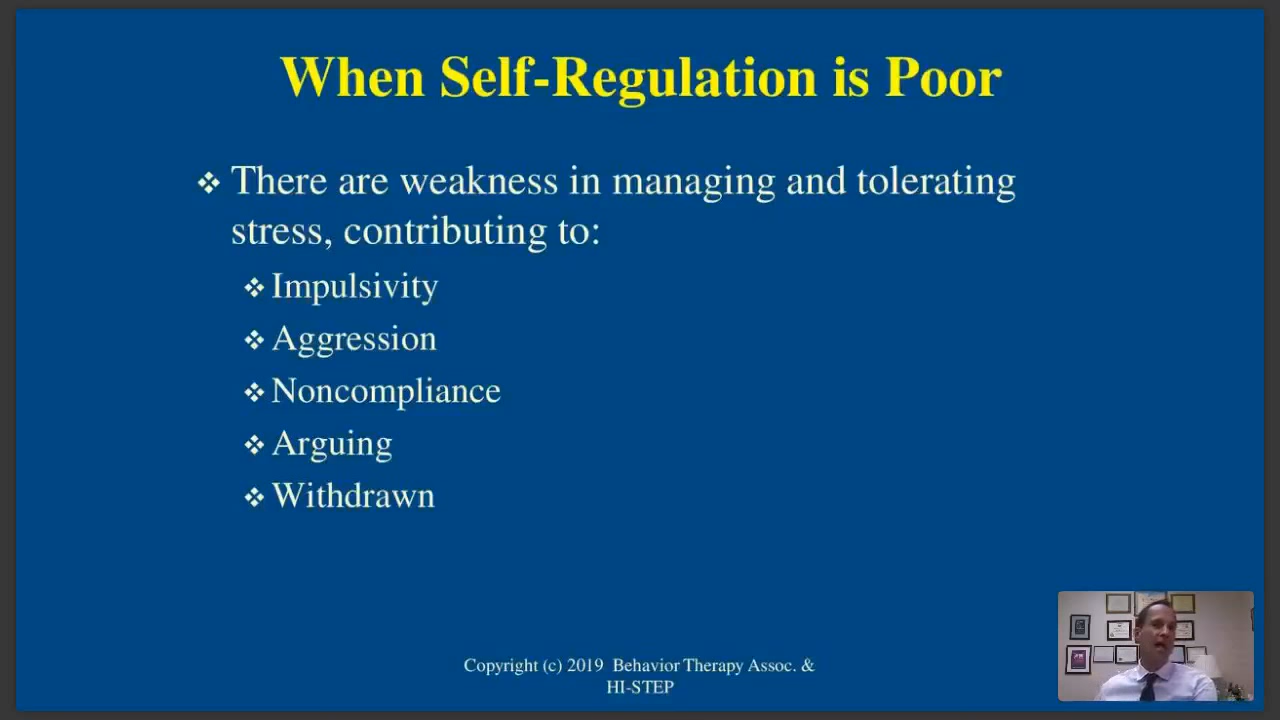 When Self-Regulation is Poor
❖ There are weakness in managing and tolerating
stress, contributing to:
❖ Impulsivity
❖ Aggression
❖ Noncompliance
❖ Arguing
❖ Withdrawn
Copyright (c) 2019 Behavior Therapy Assoc. &
HI-STEP